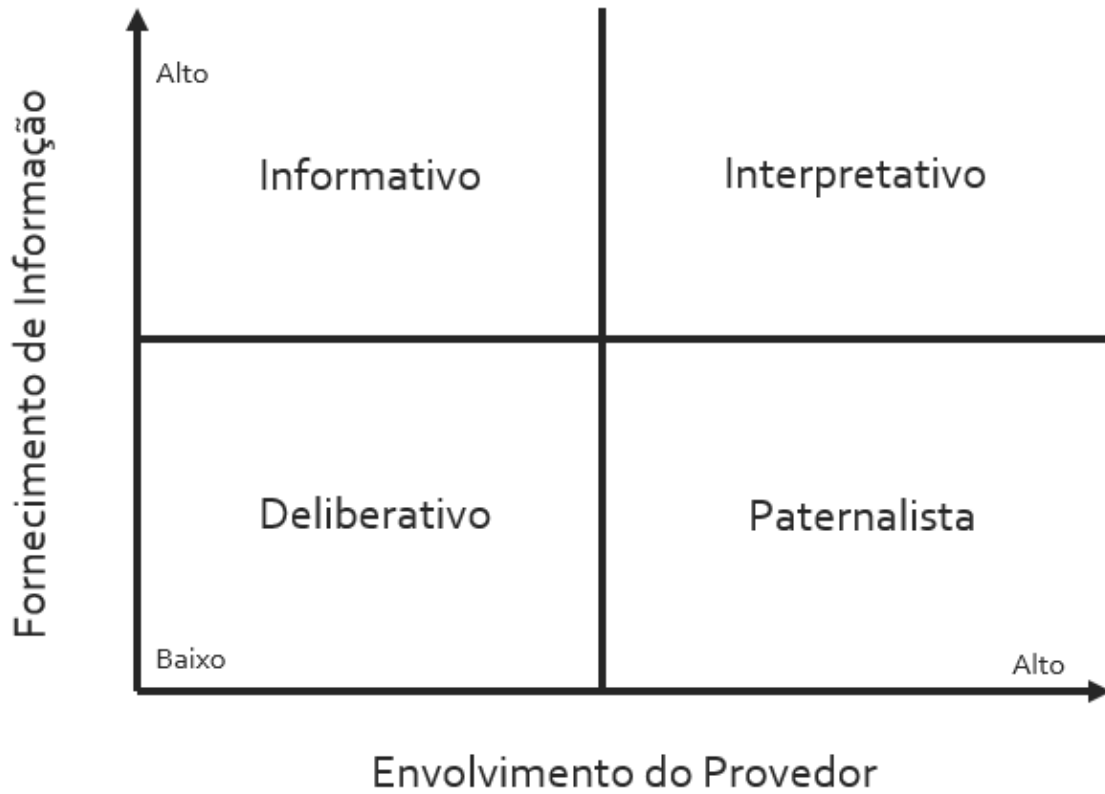 Fornecimento de Informação
Alto
Informativo
Interpretativo
Deliberativo
Paternalista
Baixo
Alto
Envolvimento do Provedor